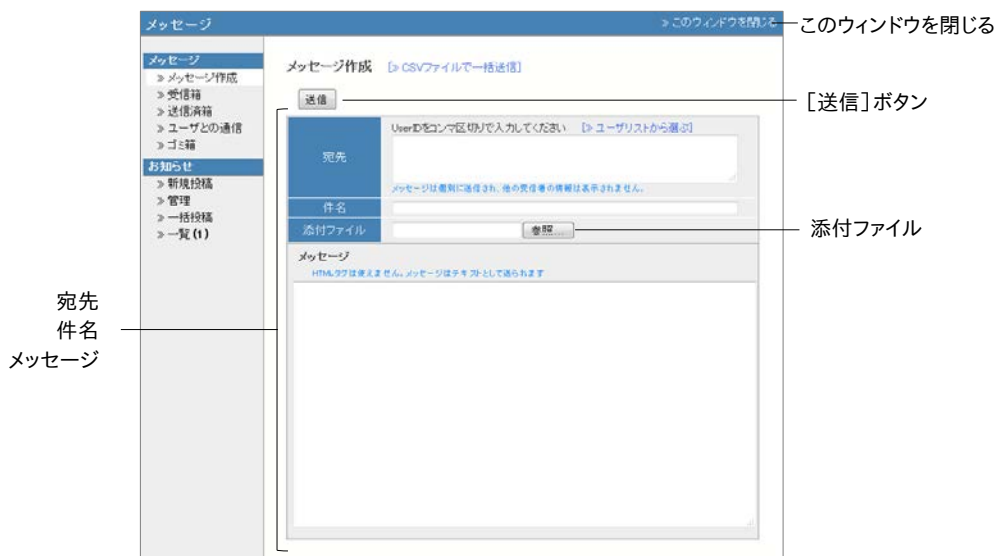 メッセージ
» このウィンドウを閉じる
このウィンドウを閉じる
メッセージ
» メッセージ作成
» 受信箱
» 送信済箱
» ユーザとの通信
» ゴミ箱
お知らせ
» 新規投稿
» 管理
» 一括投稿
» 一覧(1)
メッセージ作成 [» CSVファイルで一括送信]
送信
［送信］ボタン
宛先
UserIDをコンマ区切りで入力してください [» ユーザリストから選ぶ]
メッセージは個別に送信され、他の受信者の情報は表示されません。
件名
添付ファイル
参照...
添付ファイル
メッセージ
HTMLタグは使えません。メッセージはテキストとして送られます
宛先
件名
メッセージ